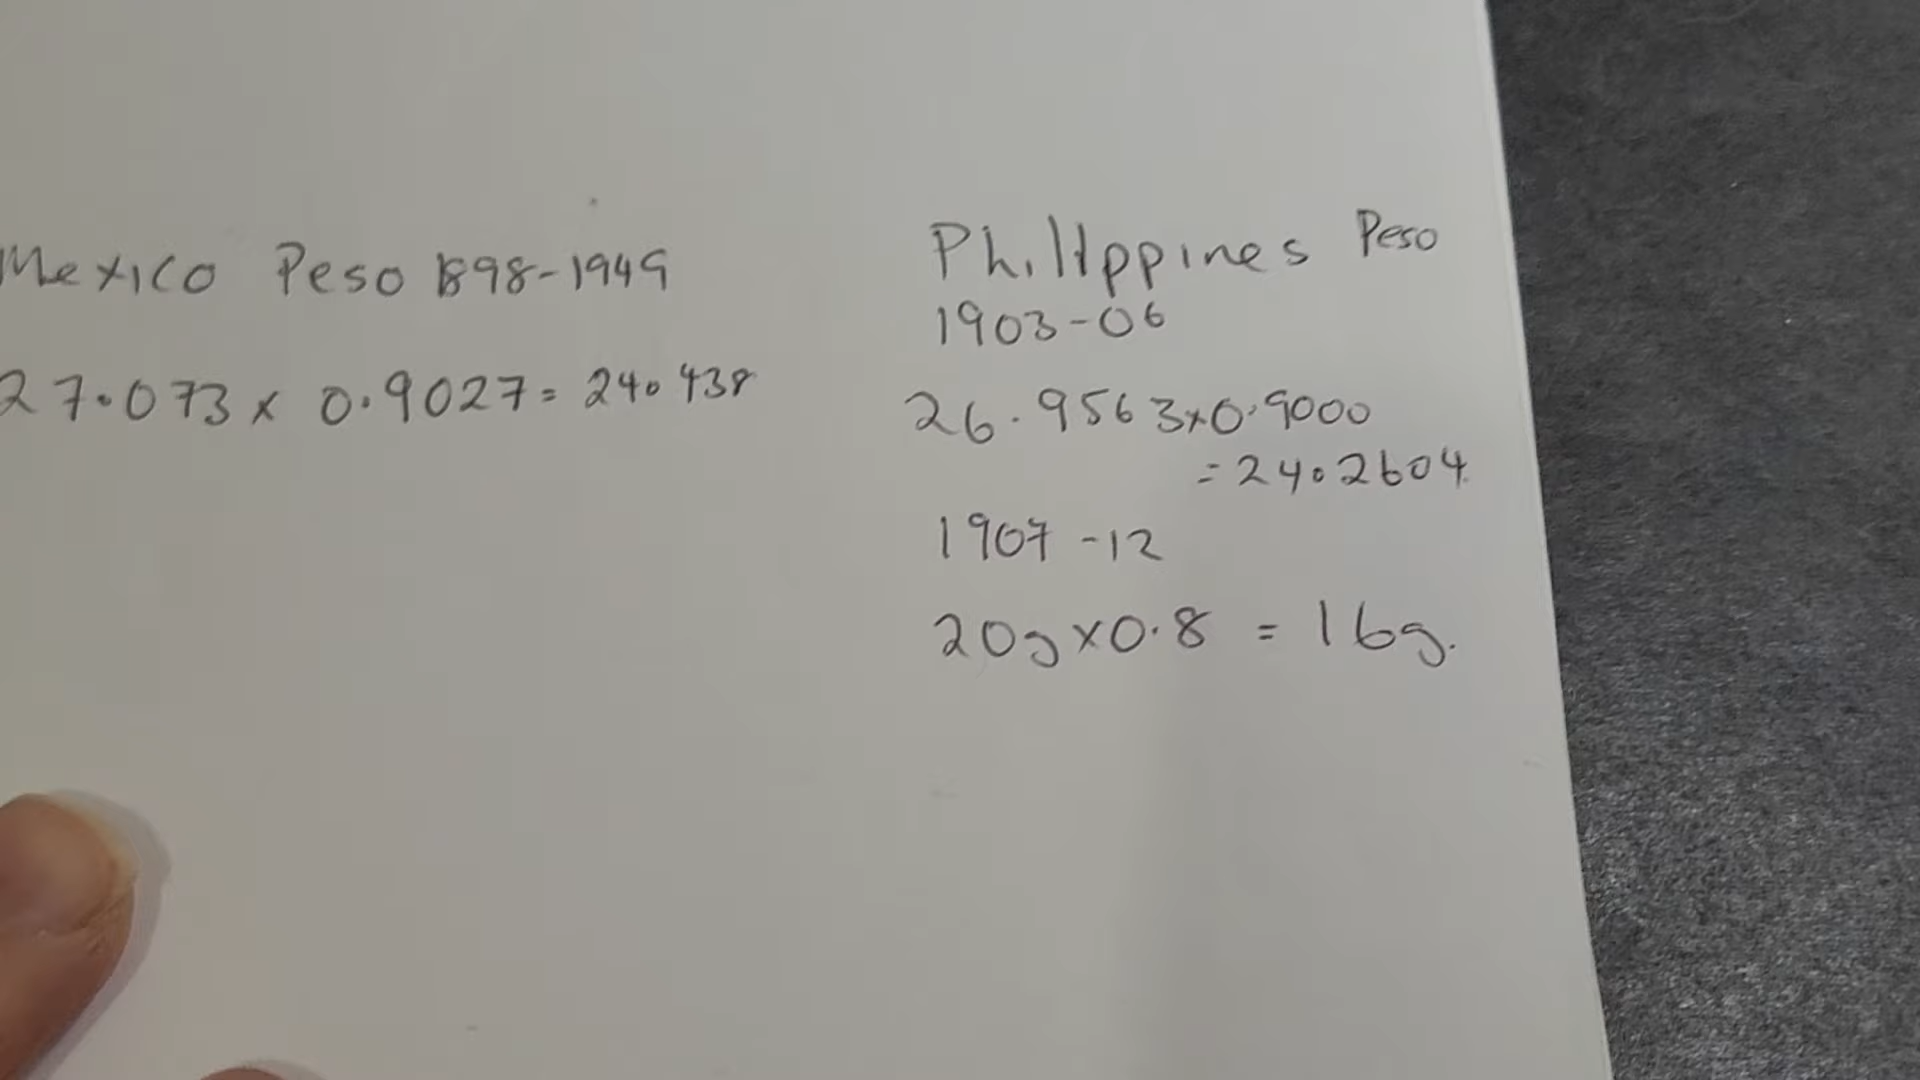 Mexico Peso 1898-1949
27.073 x 0.9027 = 24.438
Philippines Peso
1903-06
26.9563x0.9000
= 24.2604
1907 -12
20g x 0.8 = 16g.